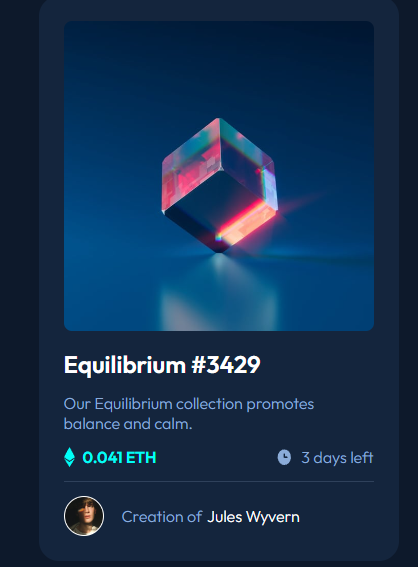 Equilibrium #3429
Our Equilibrium collection promotes
balance and calm.
0.041 ETH
3 days left
Creation of Jules Wyvern